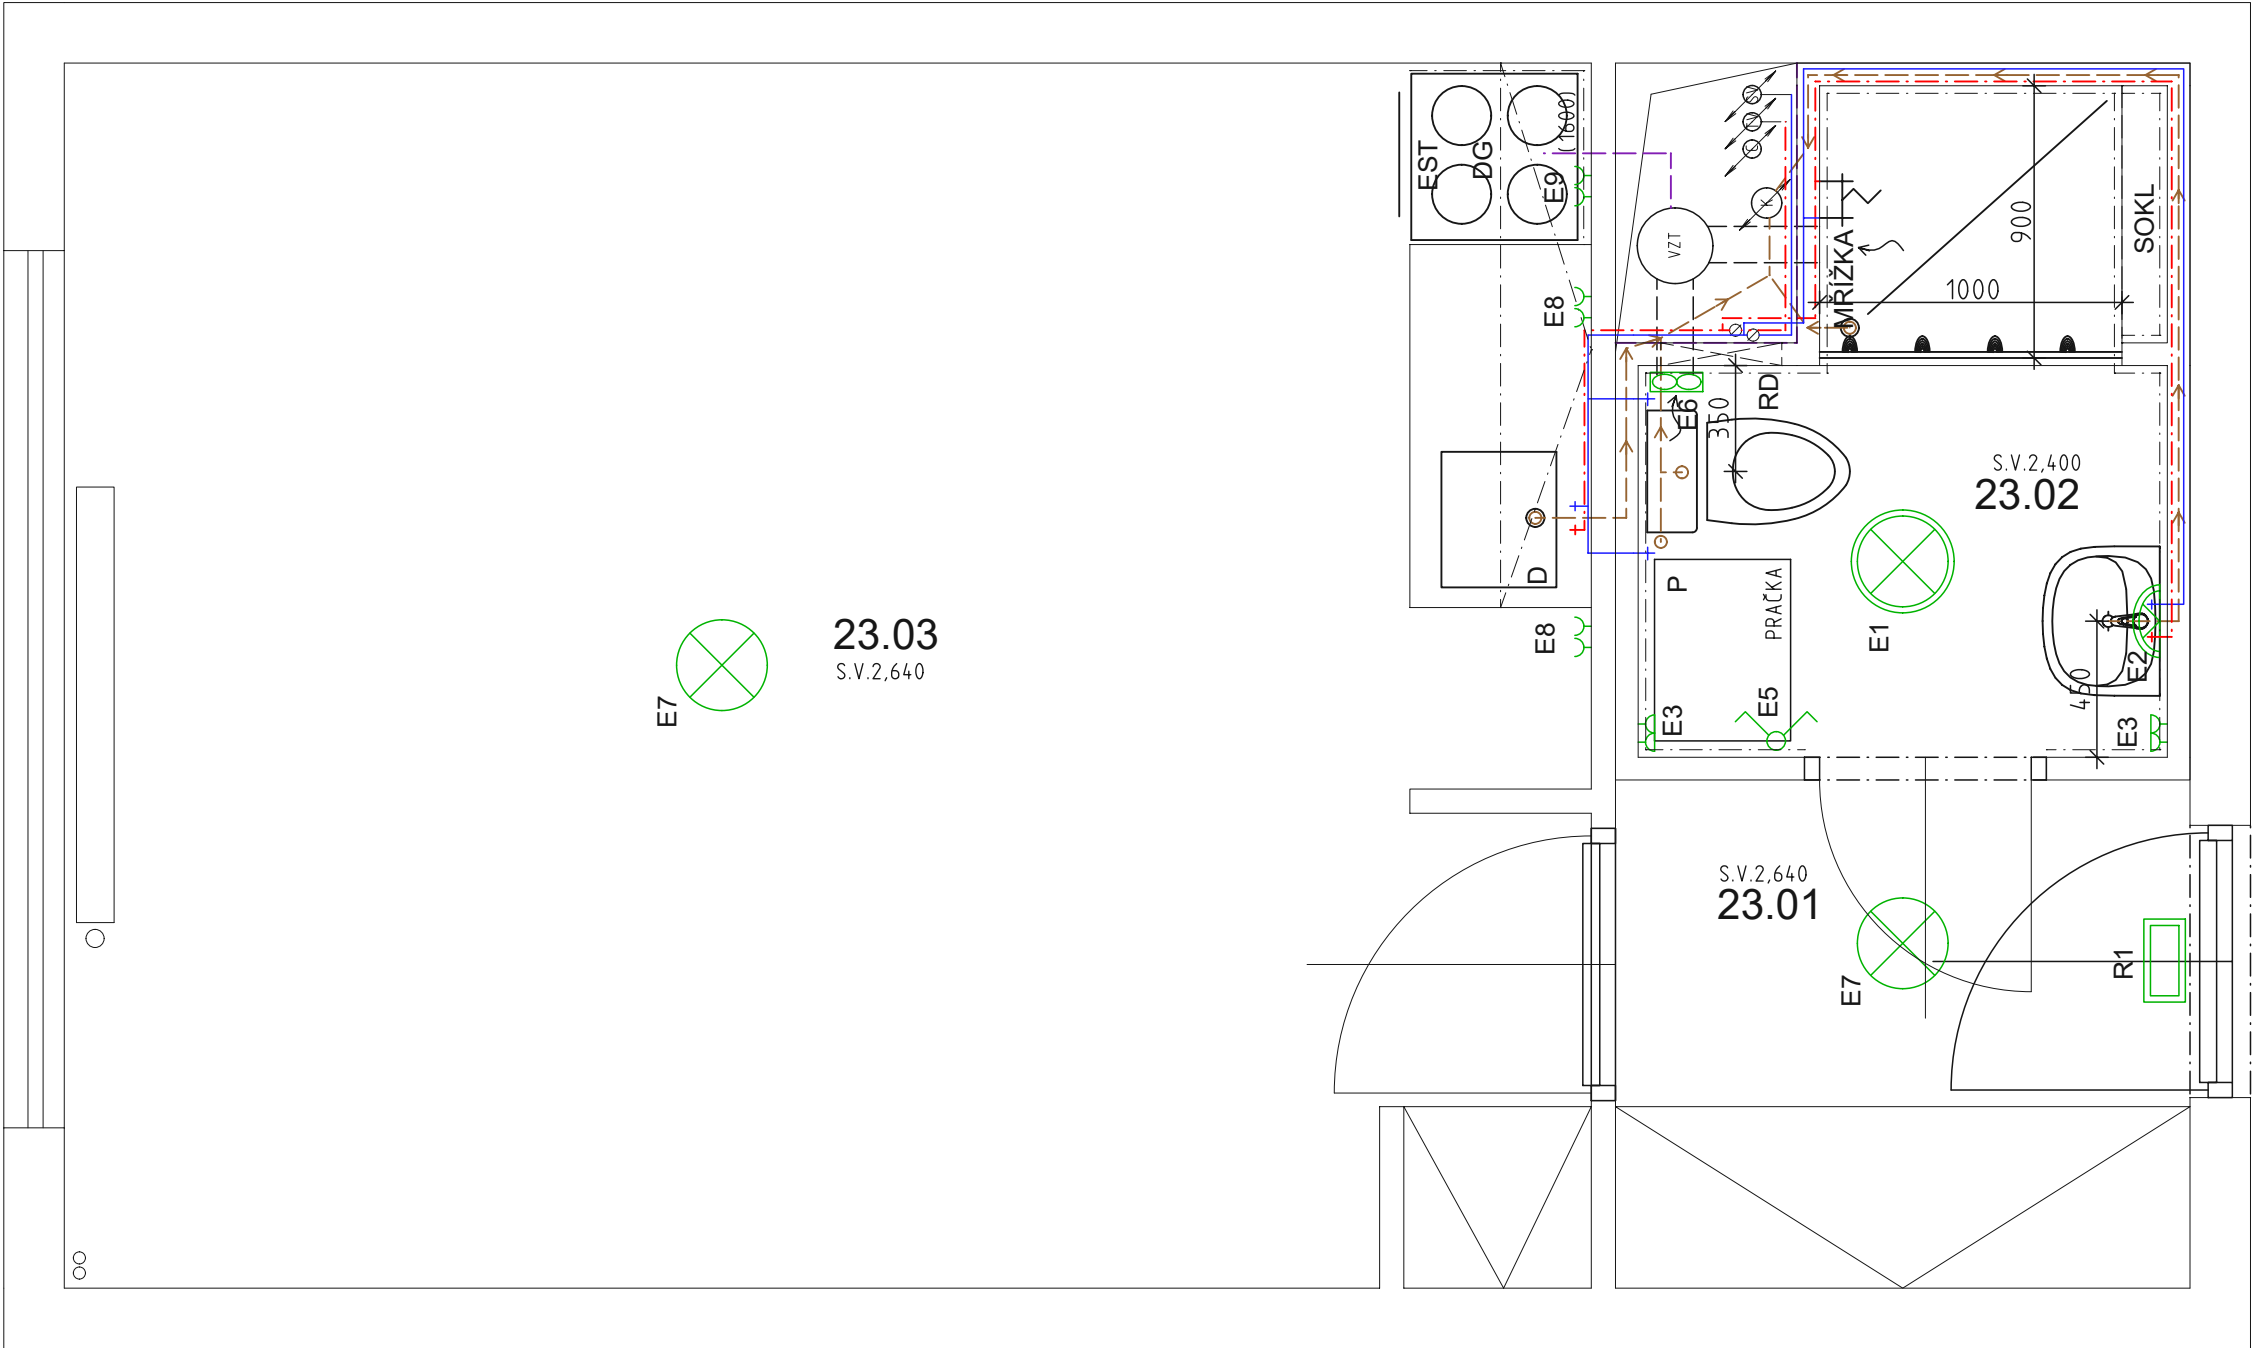 EST
DG
(1600)
E9
VZT
K
MŘÍŽKA
900
1000
SOKL
E8
E6
350
RD
S.V.2,400
23.02
D
P
PRAČKA
E1
E2
450
E8
23.03
S.V.2,640
E7
E3
E5
E3
S.V.2,640
23.01
E7
R1